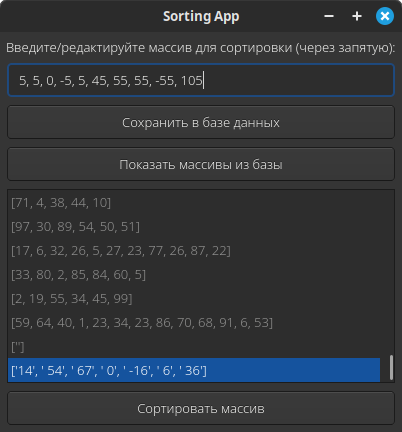 Sorting App
Введите/редактируйте массив для сортировки (через запятую):
5, 5, 0, -5, 5, 45, 55, 55, -55, 105
Сохранить в базе данных
Показать массивы из базы
[71, 4, 38, 44, 10]
[97, 30, 89, 54, 50, 51]
[17, 6, 32, 26, 5, 27, 23, 77, 26, 87, 22]
[33, 80, 2, 85, 84, 60, 5]
[2, 19, 55, 34, 45, 99]
[59, 64, 40, 1, 23, 34, 23, 86, 70, 68, 91, 6, 53]
['']
['14', ' 54', ' 67', ' 0', ' -16', ' 6', ' 36']
Сортировать массив